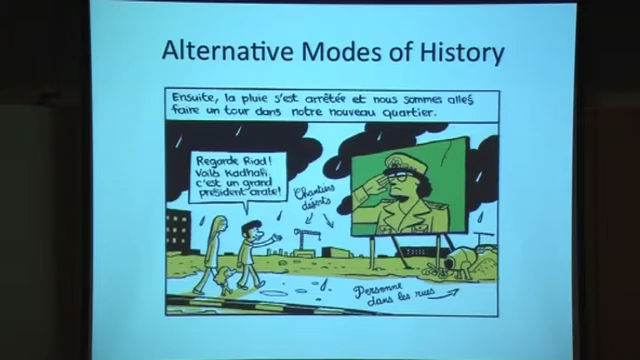 Alternative Modes of History
Ensuite, la pluie s'est arrêtée et nous sommes allés
faire un tour dans notre nouveau quartier.
Regarde Riad!
Voilà Kadhafi,
c'est un grand
président arabe!
Chantiers
déserts
Personne
dans les rues